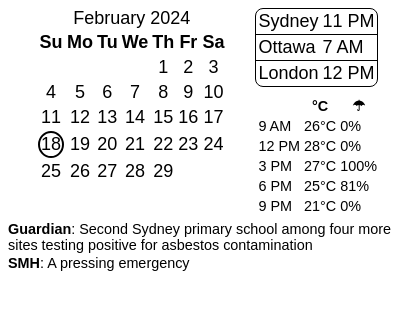 February 2024
Su Mo Tu We Th Fr Sa
1 2 3
4 5 6 7 8 9 10
11 12 13 14 15 16 17
18 19 20 21 22 23 24
25 26 27 28 29
Sydney 11 PM
Ottawa 7 AM
London 12 PM
°C ☂
9 AM 26°C 0%
12 PM 28°C 0%
3 PM 27°C 100%
6 PM 25°C 81%
9 PM 21°C 0%
Guardian: Second Sydney primary school among four more
sites testing positive for asbestos contamination
SMH: A pressing emergency